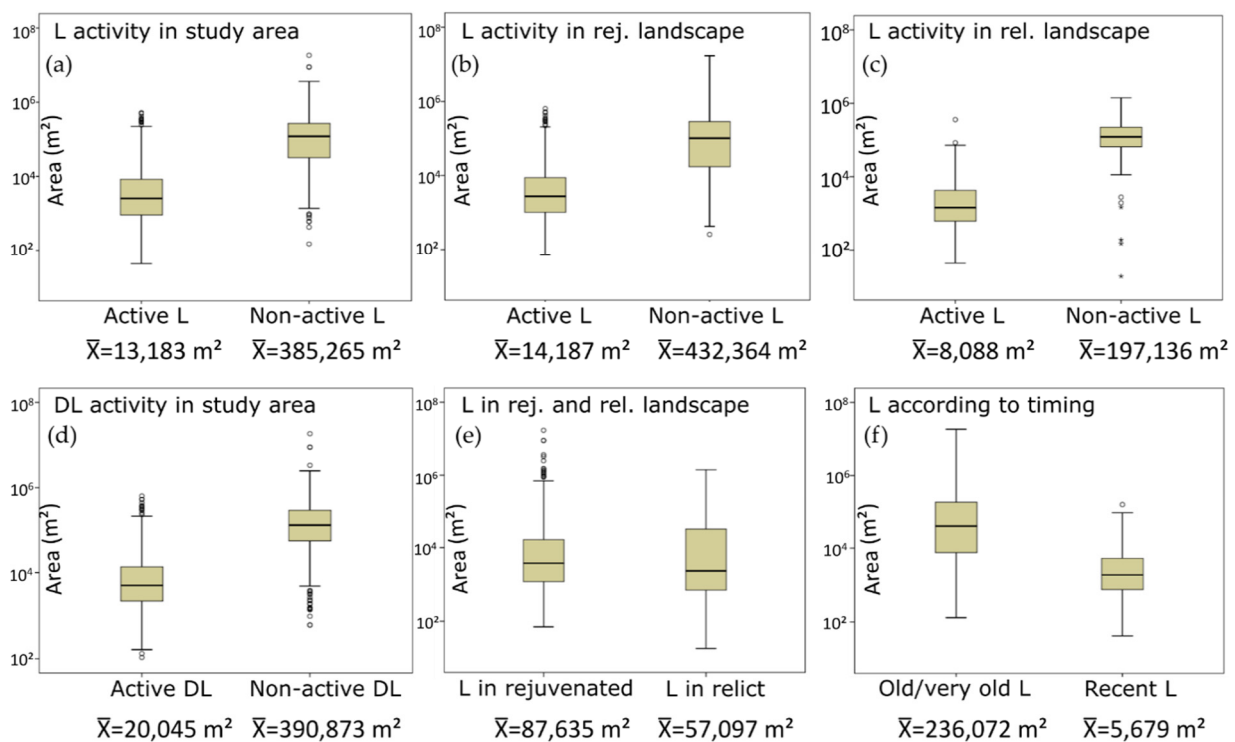 L activity in study area
(a)
10⁸
10⁶
10⁴
10²
Area (m²)
Active L Non-active L
X̅=13,183 m² X̅=385,265 m²
L activity in rej. landscape
(b)
10⁸
10⁶
10⁴
10²
Area (m²)
Active L Non-active L
X̅=14,187 m² X̅=432,364 m²
L activity in rel. landscape
(c)
10⁸
10⁶
10⁴
10²
Area (m²)
Active L Non-active L
X̅=8,088 m² X̅=197,136 m²
DL activity in study area
(d)
10⁸
10⁶
10⁴
10²
Area (m²)
Active DL Non-active DL
X̅=20,045 m² X̅=390,873 m²
L in rej. and rel. landscape
(e)
10⁸
10⁶
10⁴
10²
Area (m²)
L in rejuvenated L in relict
X̅=87,635 m² X̅=57,097 m²
L according to timing
(f)
10⁸
10⁶
10⁴
10²
Area (m²)
Old/very old L Recent L
X̅=236,072 m² X̅=5,679 m²